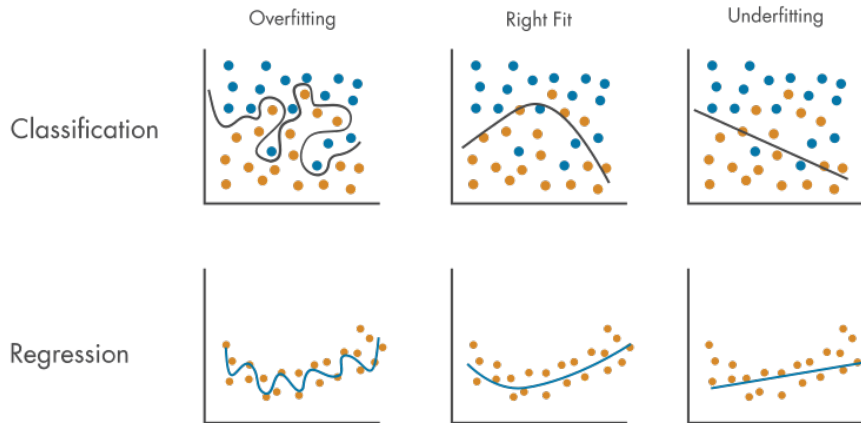 Overfitting
Right Fit
Underfitting
Classification
Regression